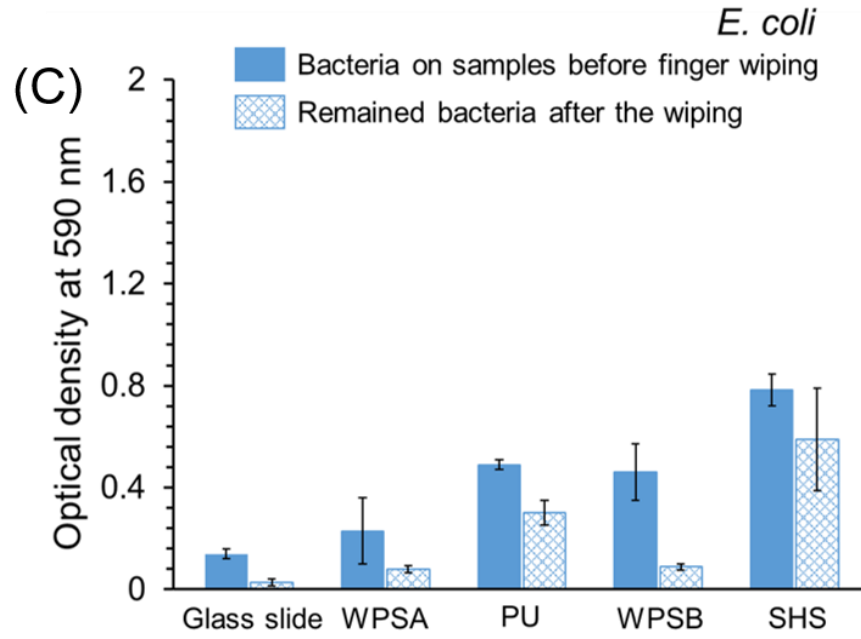 E. coli
(C)
Bacteria on samples before finger wiping
Remained bacteria after the wiping
Optical density at 590 nm
2
1.6
1.2
0.8
0.4
0
Glass slide WPSA PU WPSB SHS